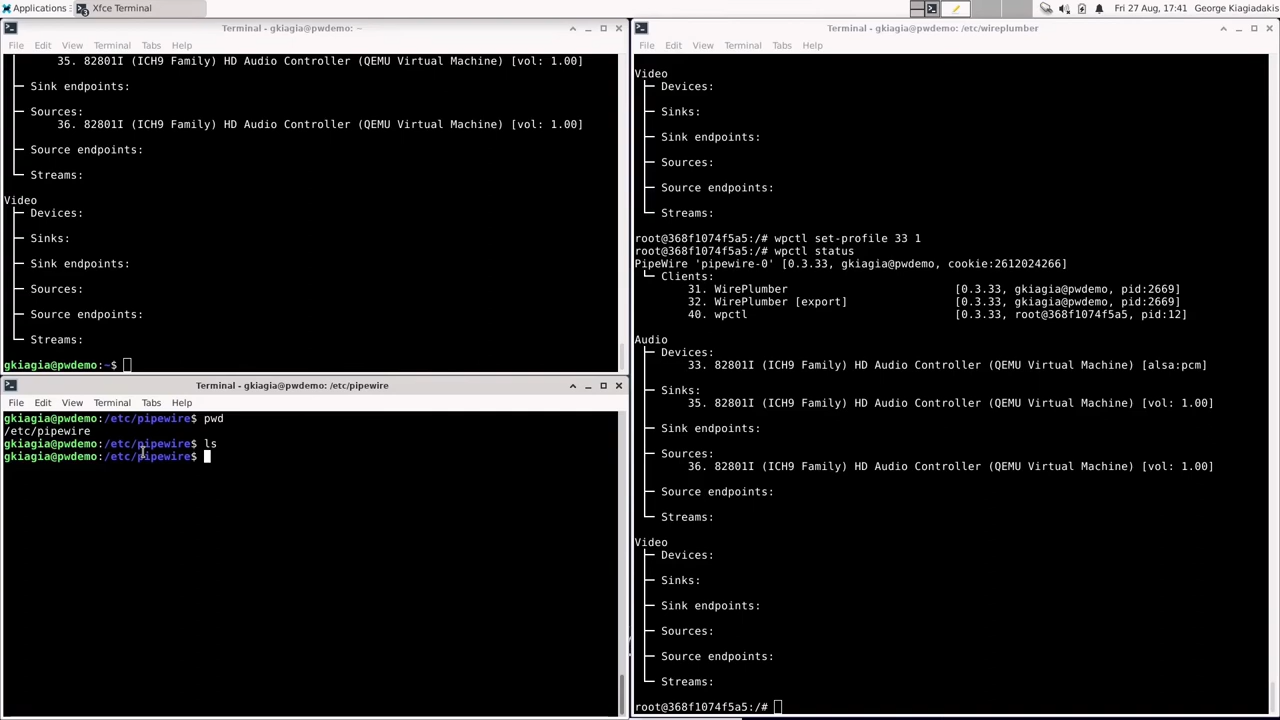 Applications
Xfce Terminal
Fri 27 Aug, 17:41
George Kiagiadakis
Terminal - gkiagia@pwdemo: ~
File Edit View Terminal Tabs Help
35. 82801I (ICH9 Family) HD Audio Controller (QEMU Virtual Machine) [vol: 1.00]
Sink endpoints:
Sources:
36. 82801I (ICH9 Family) HD Audio Controller (QEMU Virtual Machine) [vol: 1.00]
Source endpoints:
Streams:
Video
Devices:
Sinks:
Sink endpoints:
Sources:
Source endpoints:
Streams:
gkiagia@pwdemo:~$
Terminal - gkiagia@pwdemo: /etc/pipewire
File Edit View Terminal Tabs Help
gkiagia@pwdemo:/etc/pipewire$ pwd
/etc/pipewire
gkiagia@pwdemo:/etc/pipewire$ ls
gkiagia@pwdemo:/etc/pipewire$
Terminal - gkiagia@pwdemo: /etc/wireplumber
File Edit View Terminal Tabs Help
Video
Devices:
Sinks:
Sink endpoints:
Sources:
Source endpoints:
Streams:
root@368f1074f5a5:/# wpctl set-profile 33 1
root@368f1074f5a5:/# wpctl status
PipeWire 'pipewire-0' [0.3.33, gkiagia@pwdemo, cookie:2612024266]
Clients:
31. WirePlumber [0.3.33, gkiagia@pwdemo, pid:2669]
32. WirePlumber [export] [0.3.33, gkiagia@pwdemo, pid:2669]
40. wpctl [0.3.33, root@368f1074f5a5, pid:12]
Audio
Devices:
33. 82801I (ICH9 Family) HD Audio Controller (QEMU Virtual Machine) [alsa:pcm]
Sinks:
35. 82801I (ICH9 Family) HD Audio Controller (QEMU Virtual Machine) [vol: 1.00]
Sink endpoints:
Sources:
36. 82801I (ICH9 Family) HD Audio Controller (QEMU Virtual Machine) [vol: 1.00]
Source endpoints:
Streams:
Video
Devices:
Sinks:
Sink endpoints:
Sources:
Source endpoints:
Streams:
root@368f1074f5a5:/#